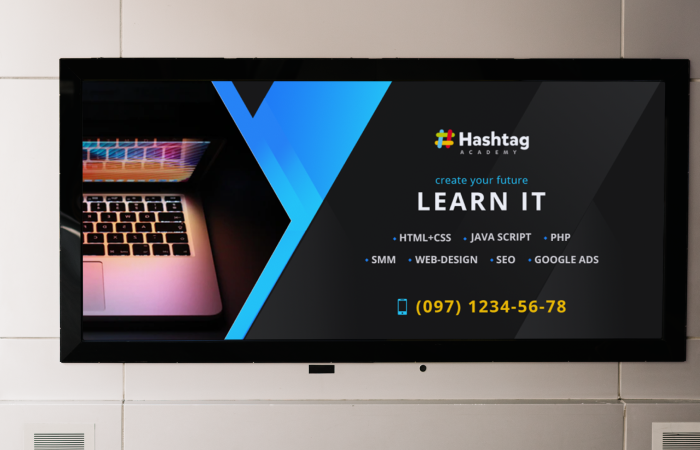 Hashtag
ACADEMY
create your future
LEARN IT
• HTML+CSS • JAVA SCRIPT • PHP
• SMM • WEB-DESIGN • SEO • GOOGLE ADS
(097) 1234-56-78